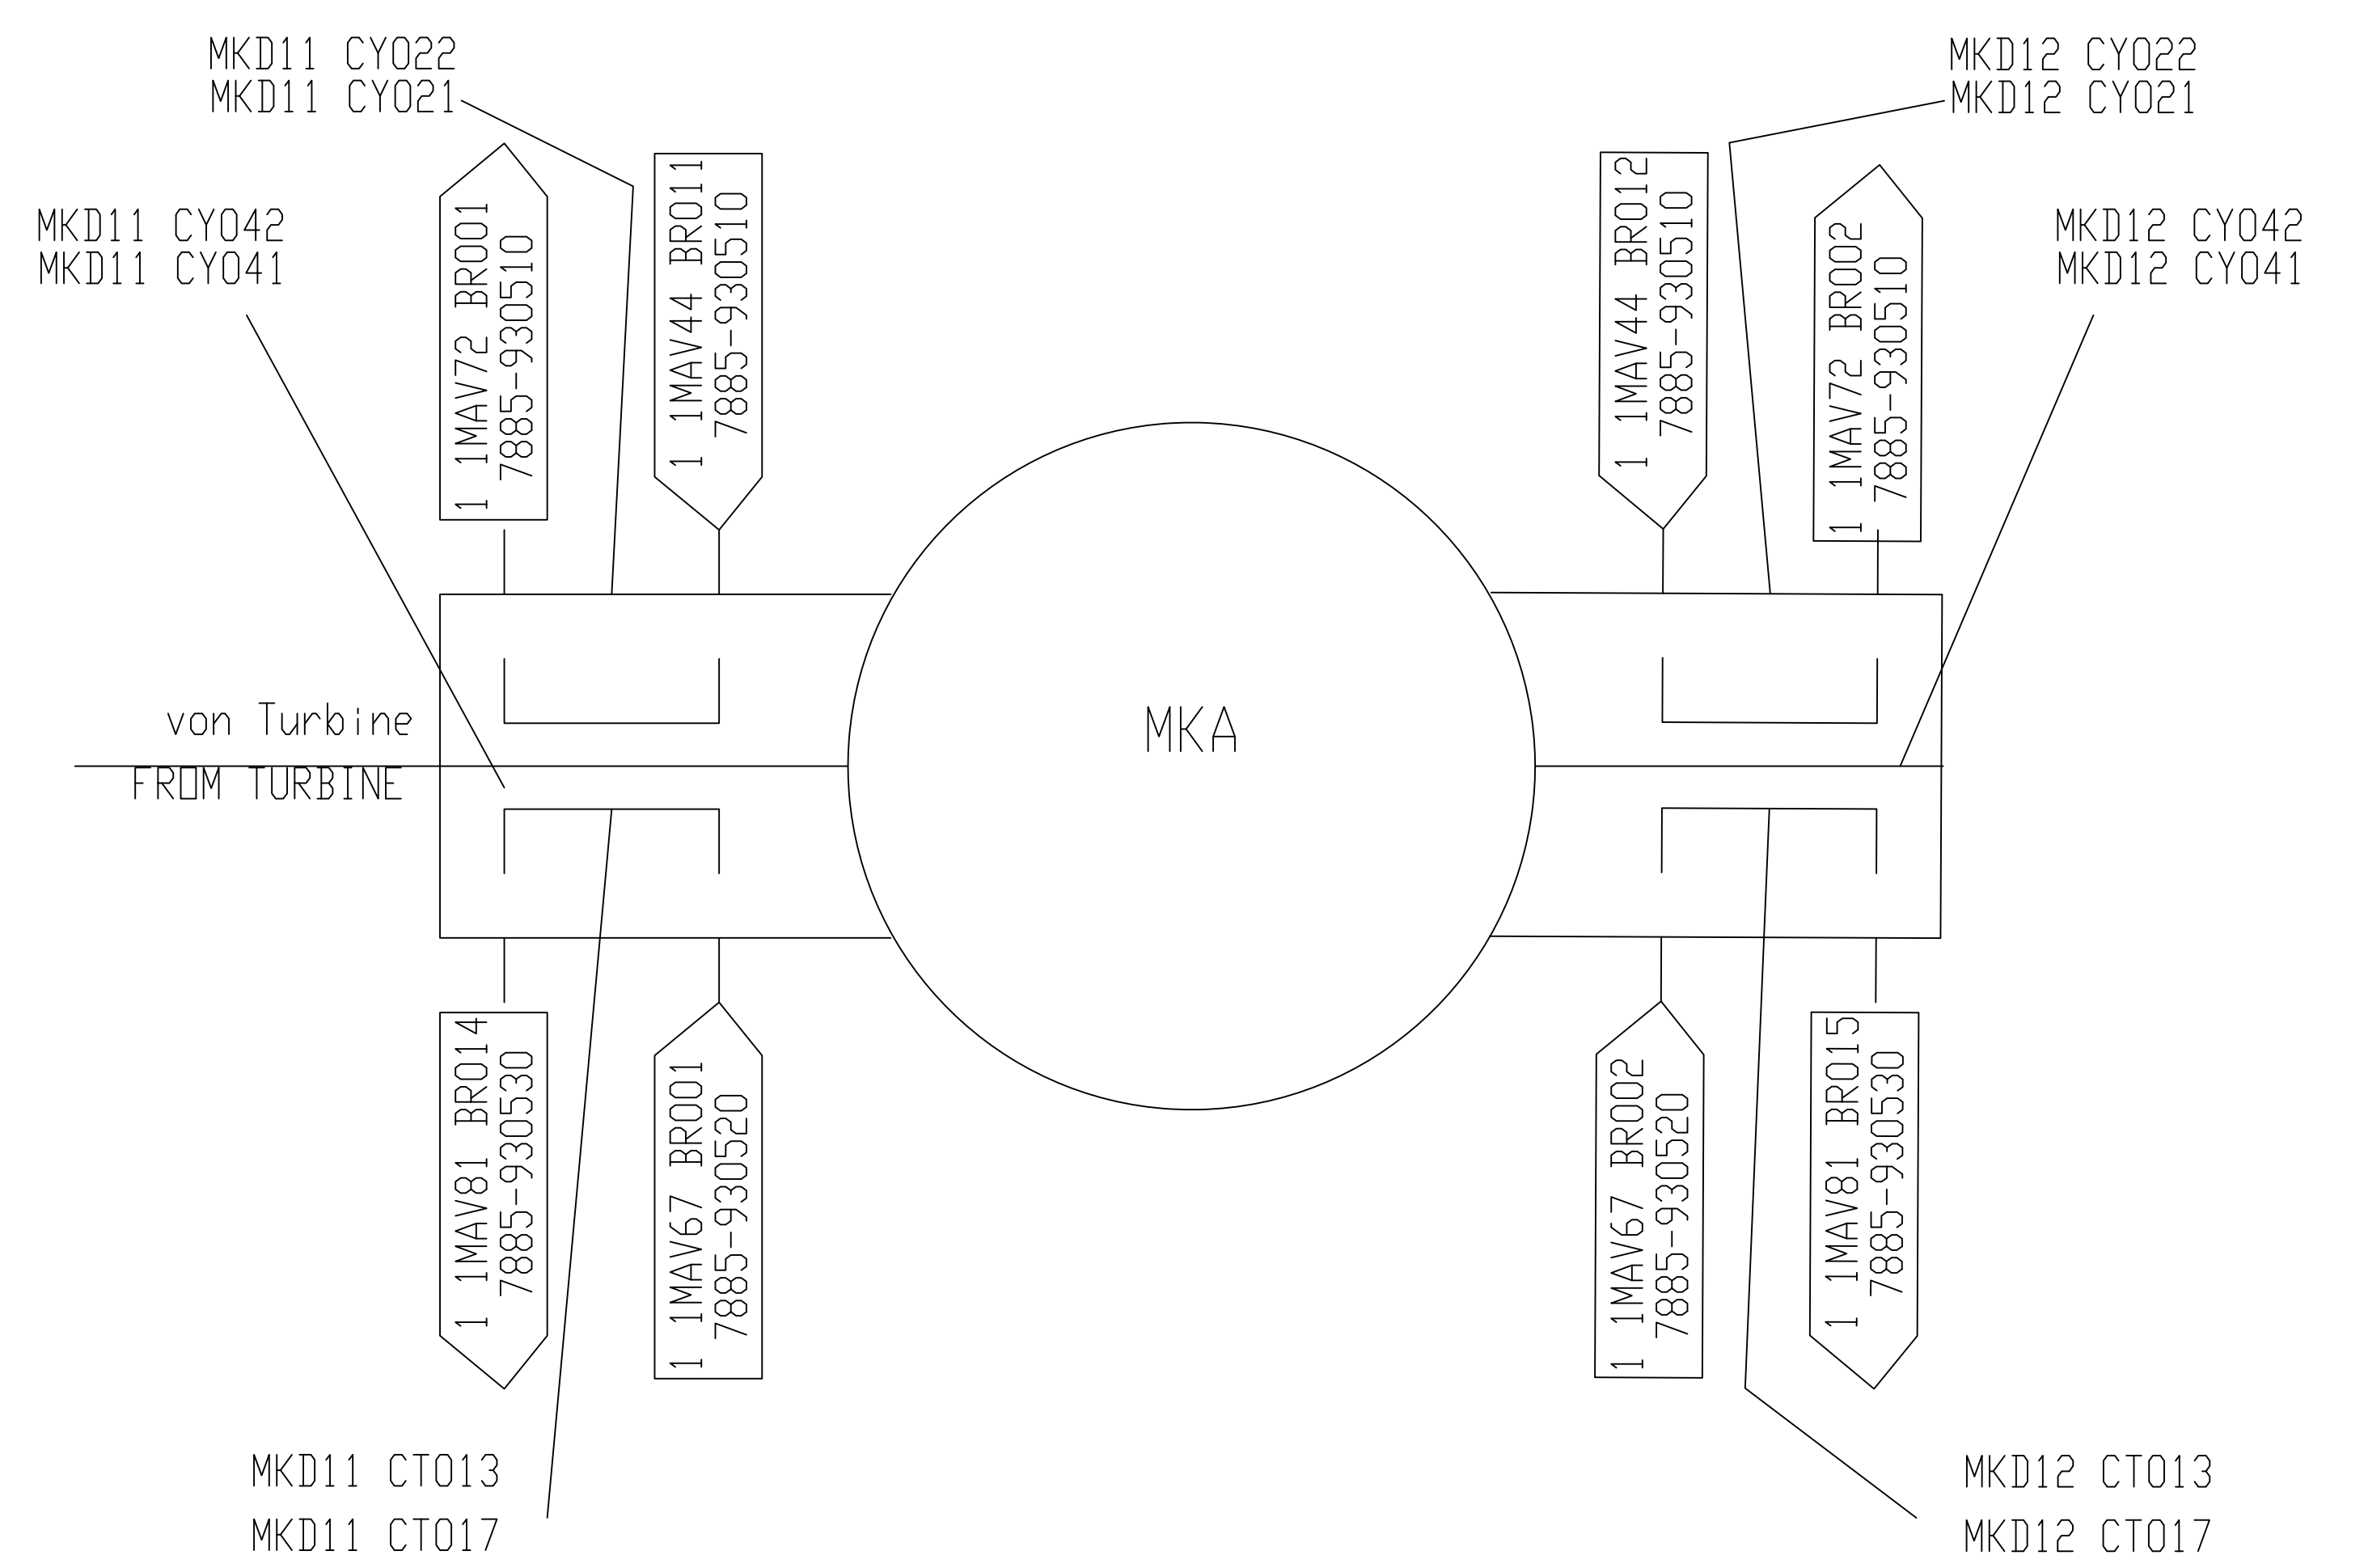 MKD11 CY022
MKD11 CY021
MKD12 CY022
MKD12 CY021
MKD11 CY042
MKD11 CY041
1 1MAV72 BR001
7885-930510
1 1MAV44 BR011
7885-930510
1 1MAV44 BR012
7885-930510
1 1MAV72 BR002
7885-930510
MKD12 CY042
MKD12 CY041
von Turbine
FROM TURBINE
MKA
1 1MAV81 BR014
7885-930530
1 1MAV67 BR001
7885-930520
1 1MAV67 BR002
7885-930520
1 1MAV81 BR015
7885-930530
MKD11 CT013
MKD11 CT017
MKD12 CT013
MKD12 CT017